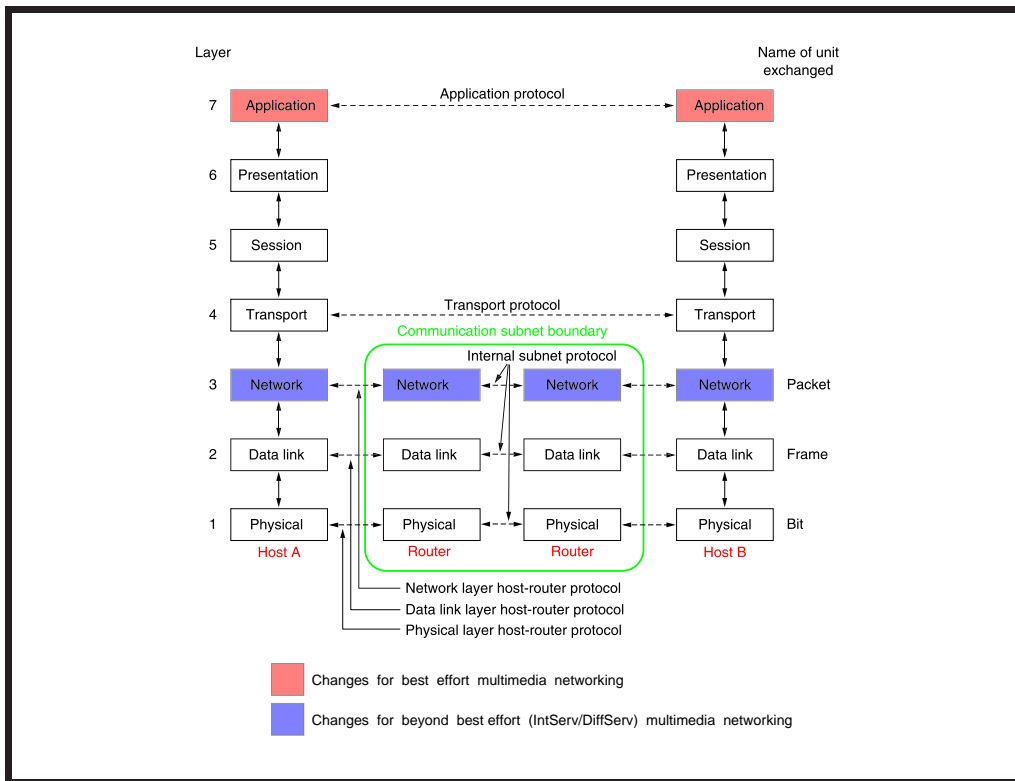 Layer
Name of unit
exchanged
Application protocol
7 Application Application
6 Presentation Presentation
5 Session Session
Transport protocol
4 Transport Transport
Communication subnet boundary
Internal subnet protocol
3 Network Network Network Network Packet
2 Data link Data link Data link Data link Frame
1 Physical Physical Physical Physical Bit
Host A Router Router Host B
Network layer host-router protocol
Data link layer host-router protocol
Physical layer host-router protocol
Changes for best effort multimedia networking
Changes for beyond best effort (IntServ/DiffServ) multimedia networking